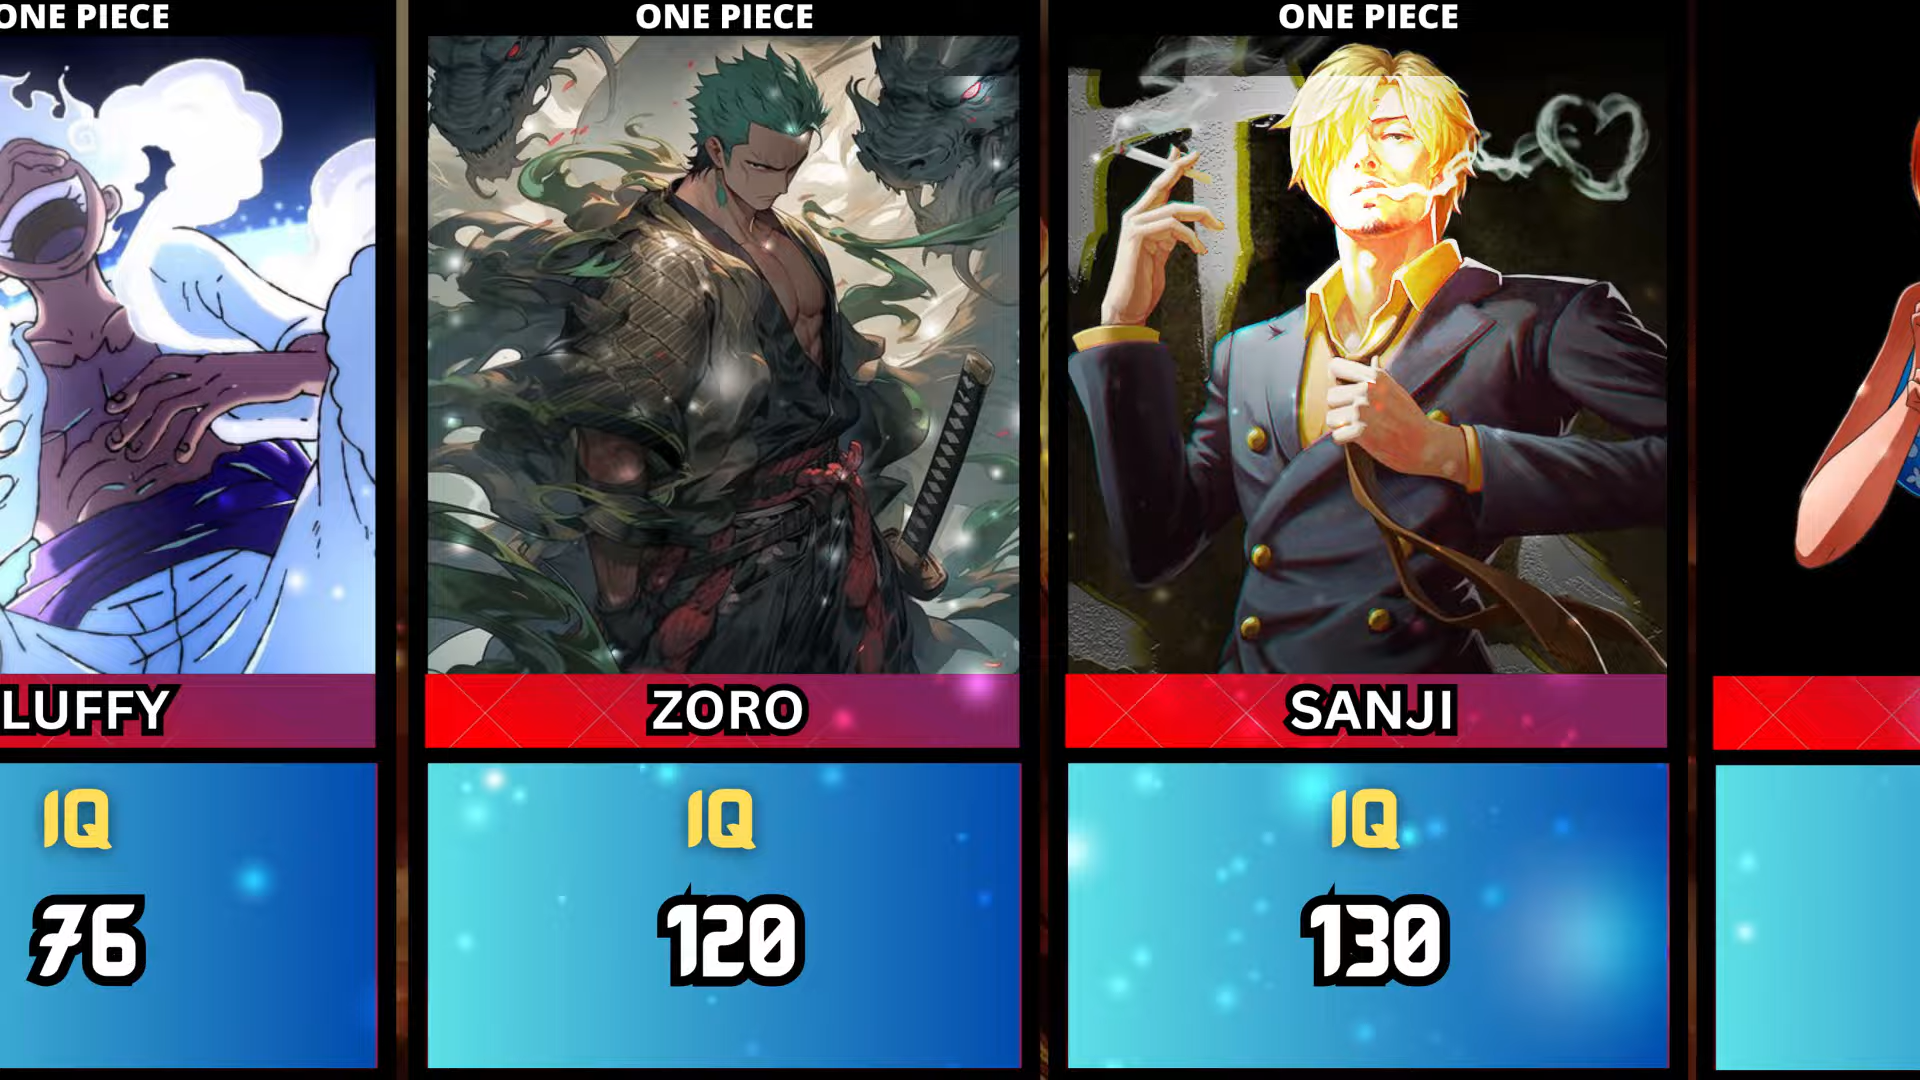 ONE PIECE
LUFFY
IQ
76
ONE PIECE
ZORO
IQ
120
ONE PIECE
SANJI
IQ
130